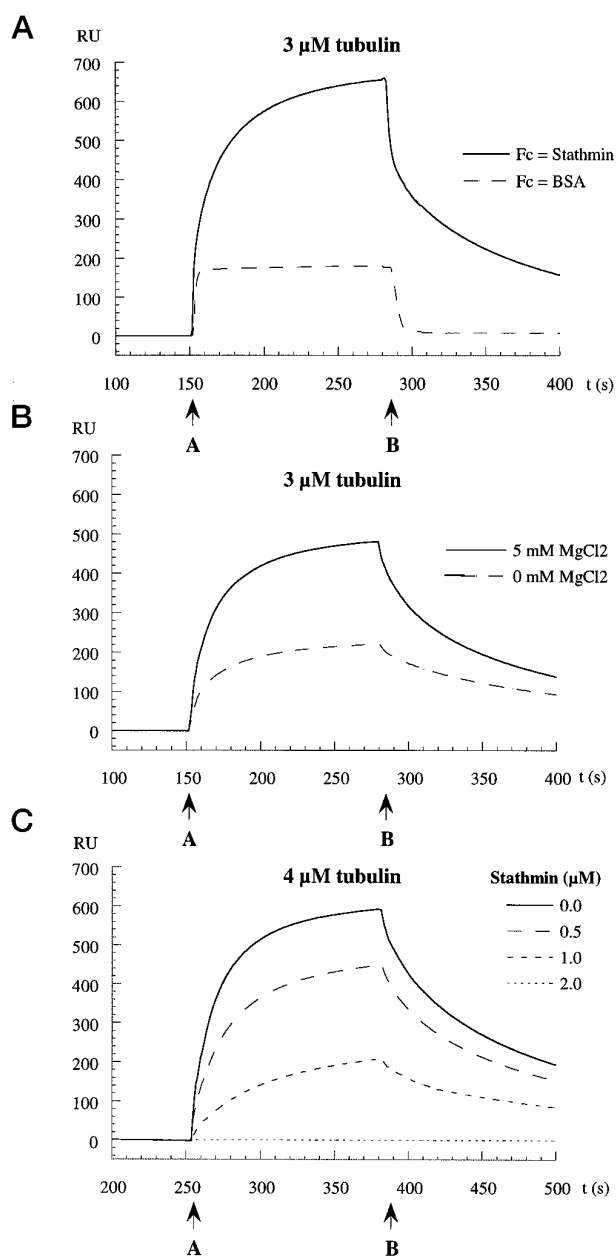 A
RU
3 µM tubulin
700
600
500
400
300
200
100
0
Fc = Stathmin
Fc = BSA
100 150 200 250 300 350 400 t (s)
A B
B
RU
3 µM tubulin
700
600
500
400
300
200
100
0
5 mM MgCl2
0 mM MgCl2
100 150 200 250 300 350 400 t (s)
A B
C
RU
4 µM tubulin
700
600
500
400
300
200
100
0
Stathmin (µM)
0.0
0.5
1.0
2.0
200 250 300 350 400 450 500 t (s)
A B